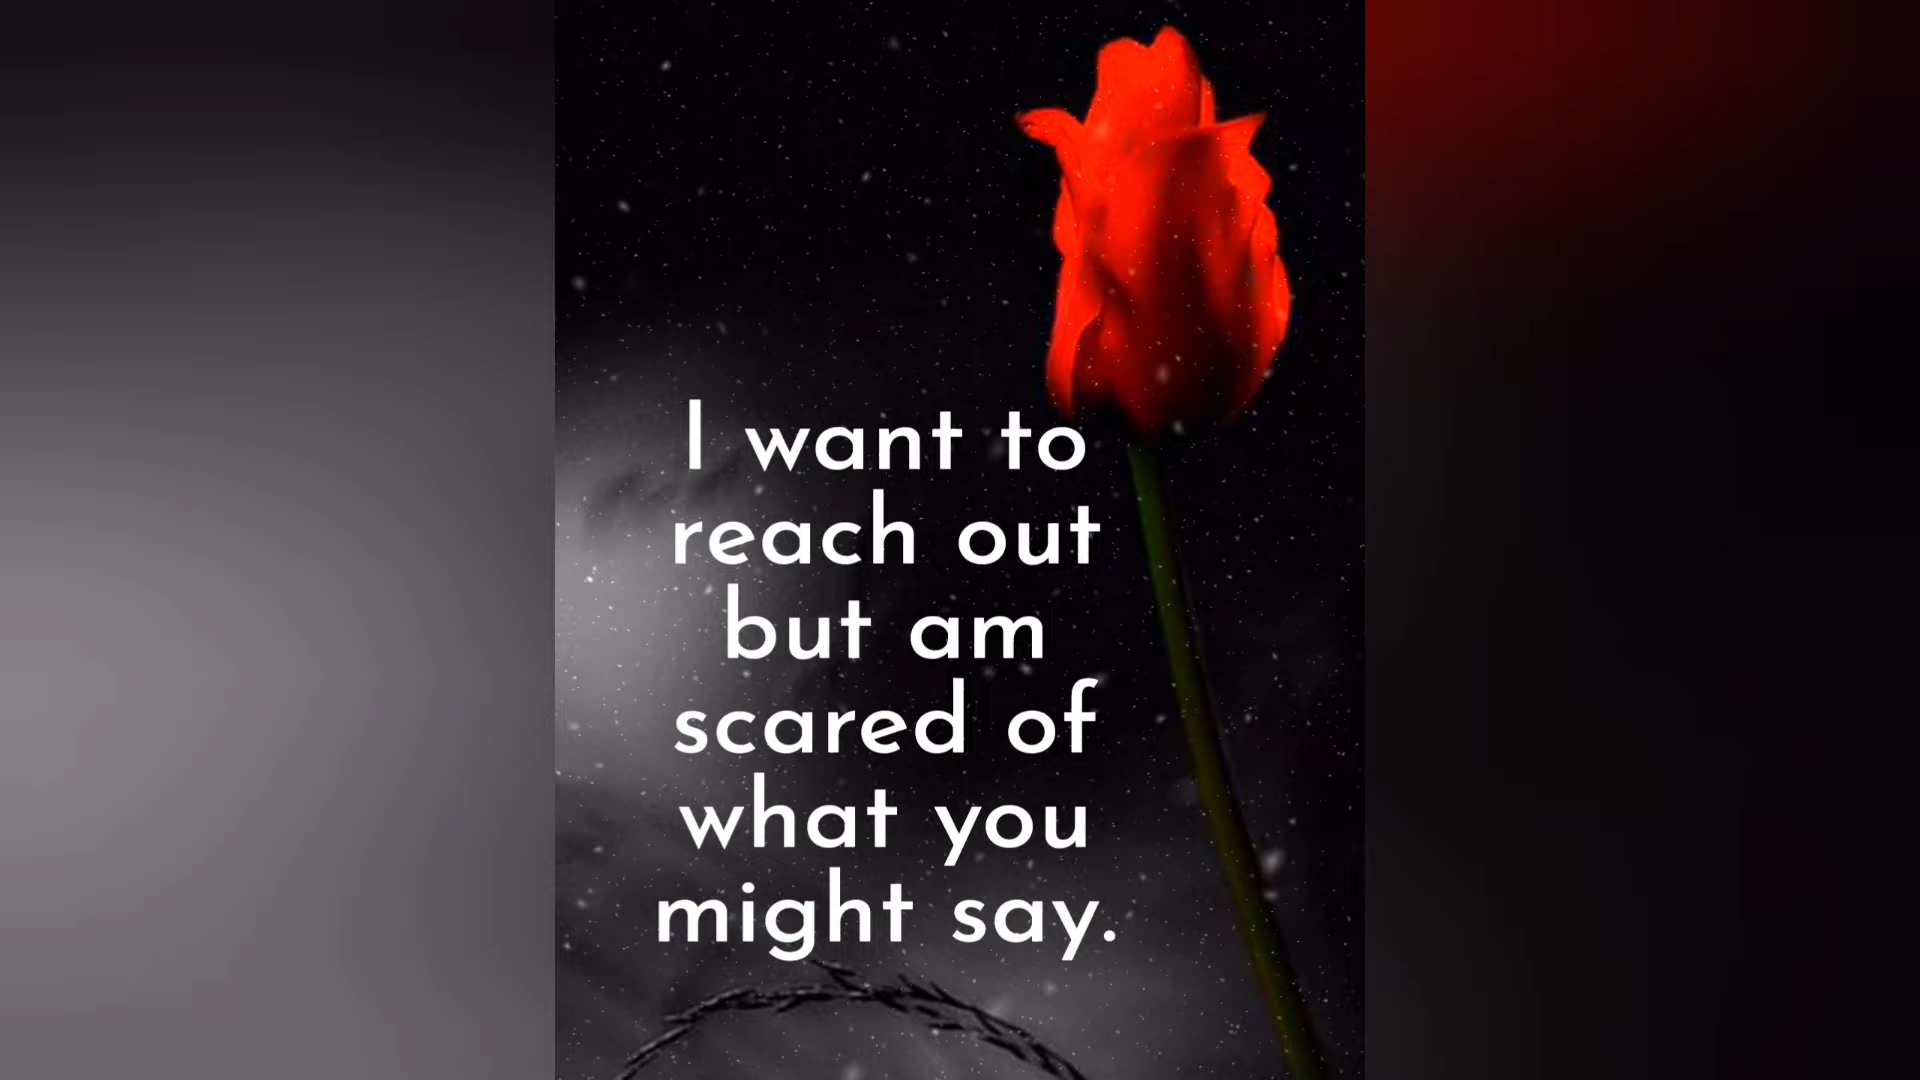 I want to
reach out
but am
scared of
what you
might say.